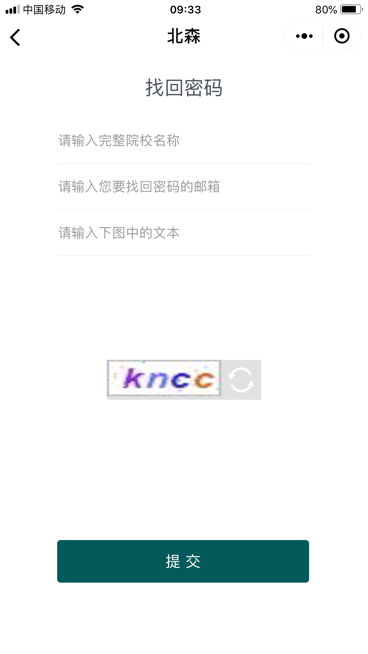 中国移动 09:33 80%
北森
找回密码
请输入完整院校名称
请输入您要找回密码的邮箱
请输入下图中的文本
kncc
提 交